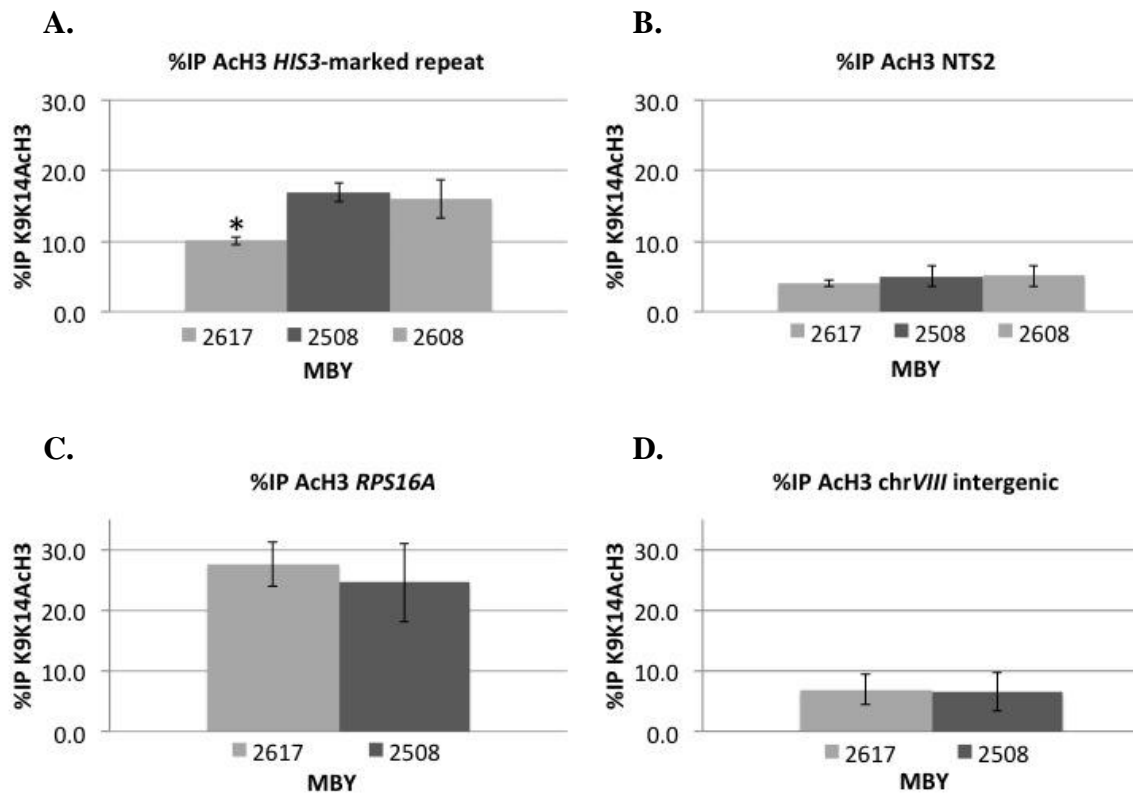 A.
%IP AcH3 HIS3-marked repeat
%IP K9K14AcH3
30.0
20.0
10.0
0.0
*
2617 2508 2608
MBY
B.
%IP AcH3 NTS2
%IP K9K14AcH3
30.0
20.0
10.0
0.0
2617 2508 2608
MBY
C.
%IP AcH3 RPS16A
%IP K9K14AcH3
30.0
20.0
10.0
0.0
2617 2508
MBY
D.
%IP AcH3 chrVIII intergenic
%IP K9K14AcH3
30.0
20.0
10.0
0.0
2617 2508
MBY